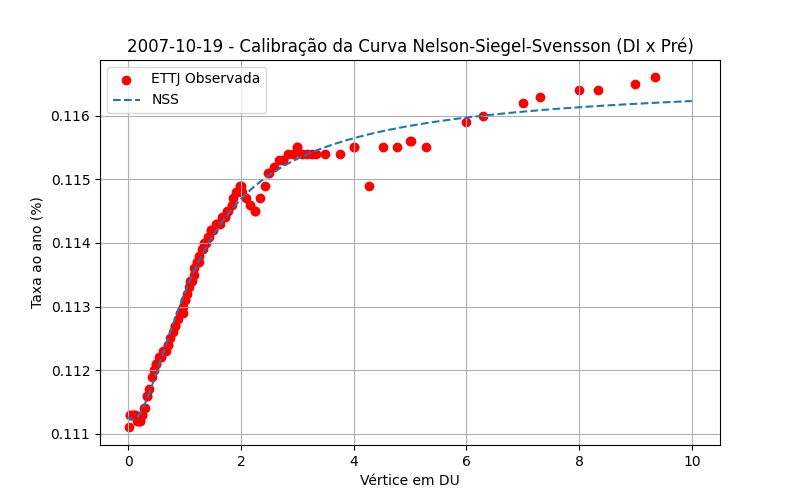 2007-10-19 - Calibração da Curva Nelson-Siegel-Svensson (DI x Pré)
ETTJ Observada
NSS
Taxa ao ano (%)
0.116
0.115
0.114
0.113
0.112
0.111
0 2 4 6 8 10
Vértice em DU